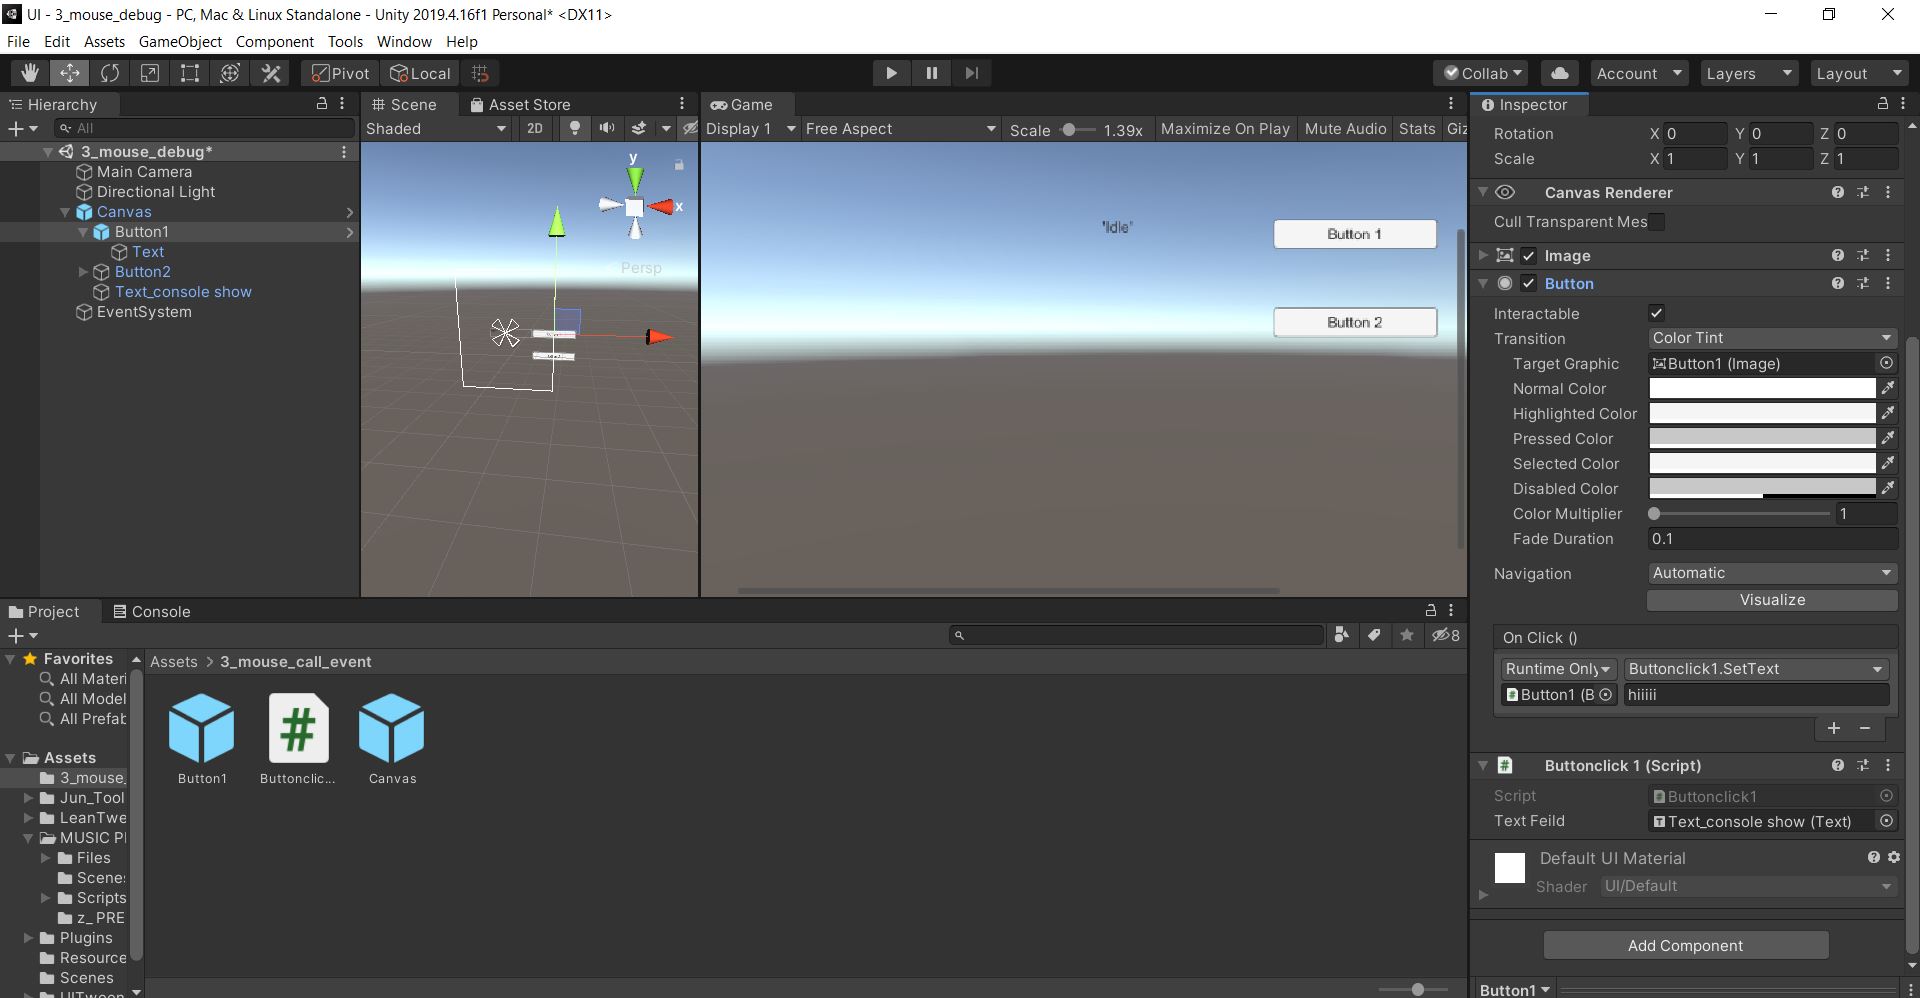 UI - 3_mouse_debug - PC, Mac & Linux Standalone - Unity 2019.4.16f1 Personal* <DX11>
File Edit Assets GameObject Component Tools Window Help
Pivot Local Collab Account Layers Layout
Hierarchy
All
3_mouse_debug*
Main Camera
Directional Light
Canvas
Button1
Text
Button2
Text_console show
EventSystem
Scene Asset Store
Shaded 2D
y
x
Persp
Game
Display 1 Free Aspect Scale 1.39x Maximize On Play Mute Audio Stats Giz
"Idle"
Button 1
Button 2
Inspector
Rotation X 0 Y 0 Z 0
Scale X 1 Y 1 Z 1
Canvas Renderer
Cull Transparent Mes
Image
Button
Interactable
Transition Color Tint
Target Graphic Button1 (Image)
Normal Color
Highlighted Color
Pressed Color
Selected Color
Disabled Color
Color Multiplier 1
Fade Duration 0.1
Navigation Automatic
Visualize
On Click ()
Runtime Only Buttonclick1.SetText
Button1 (B hiiiii
+ −
Buttonclick 1 (Script)
Script Buttonclick1
Text Feild Text_console show (Text)
Default UI Material
Shader UI/Default
Add Component
Button1
Project Console
8
Favorites
All Materi
All Model
All Prefab
Assets
3_mouse_
Jun_Tool
LeanTwe
MUSIC Pl
Files
Scene
Scripts
z_PRE
Plugins
Resource
Scenes
Assets > 3_mouse_call_event
Button1 Buttonclic... Canvas